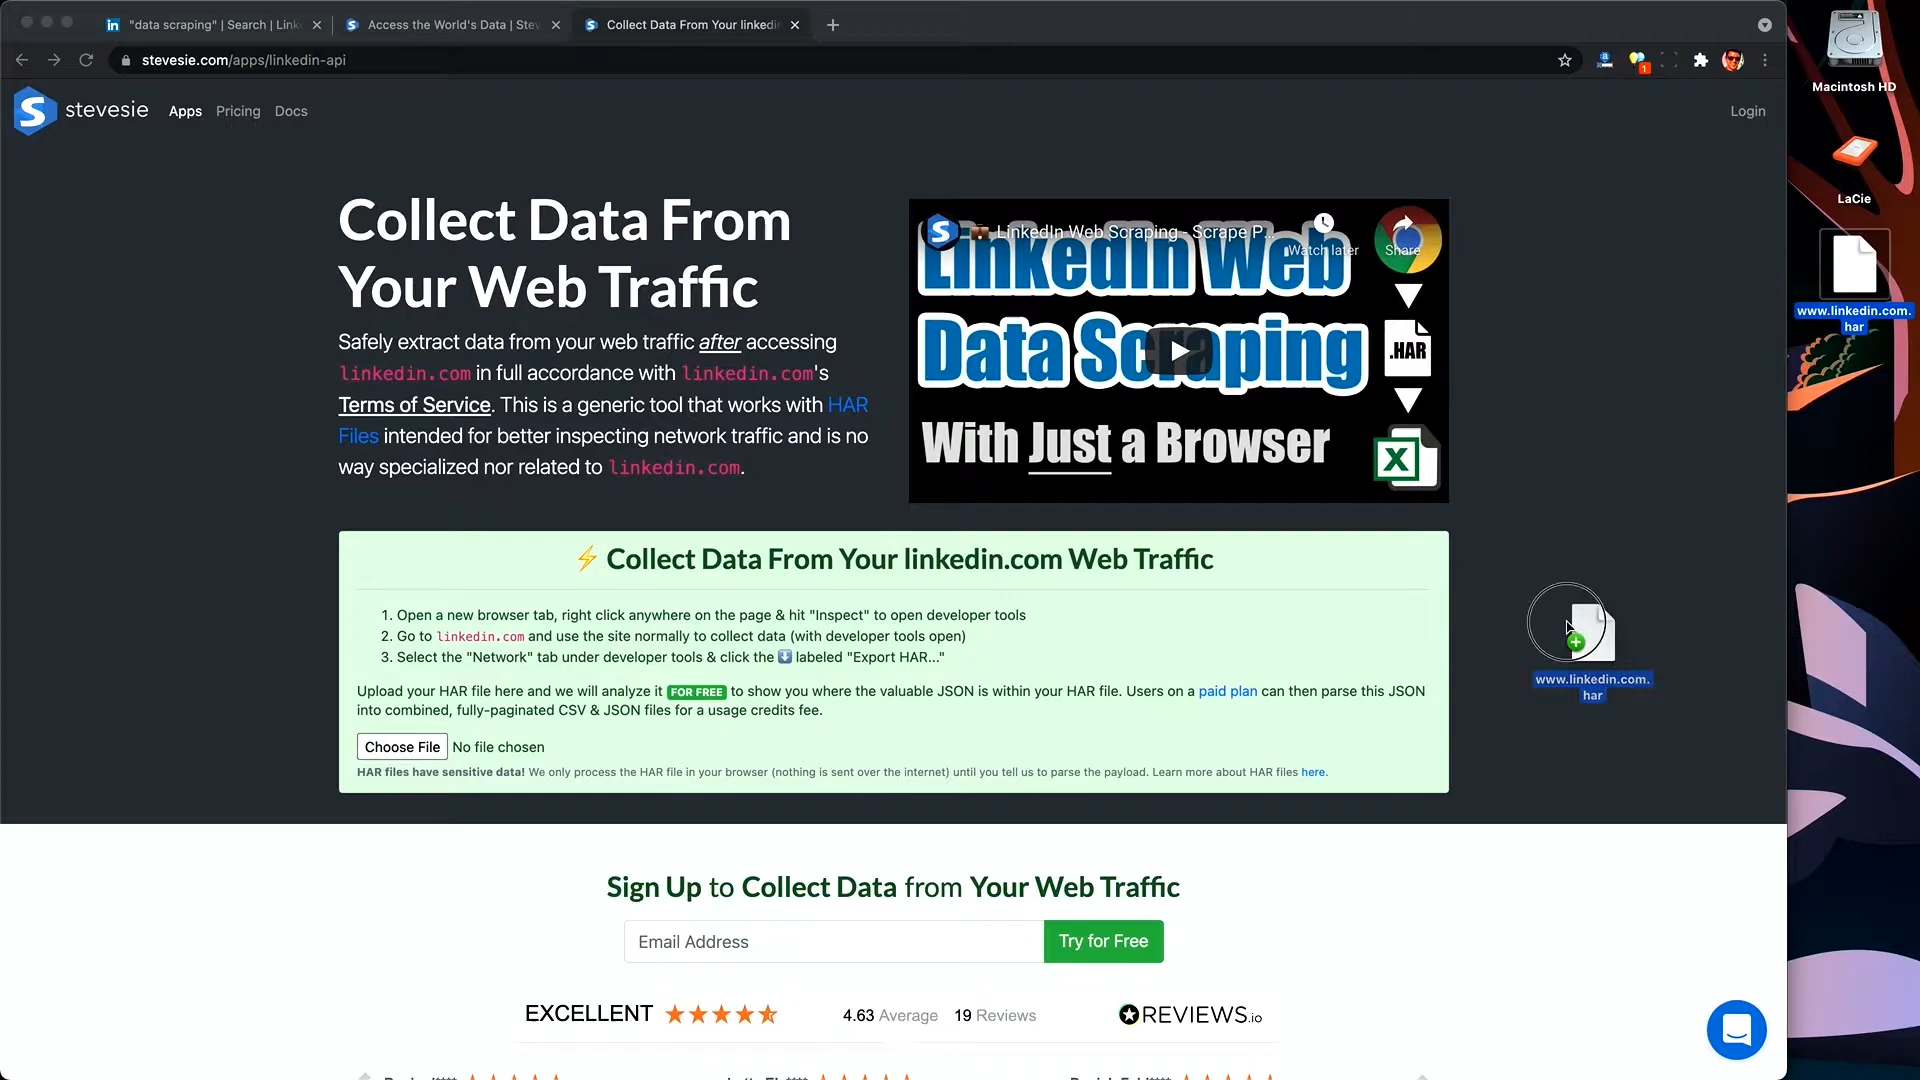 "data scraping" | Search | Link
Access the World's Data | Stev
Collect Data From Your linkedin
stevesie.com/apps/linkedin-api
1
stevesie
Apps
Pricing
Docs
Login
Macintosh HD
LaCie
www.linkedin.com.
har
Collect Data From
Your Web Traffic
Safely extract data from your web traffic after accessing
linkedin.com in full accordance with linkedin.com's
Terms of Service. This is a generic tool that works with HAR
Files intended for better inspecting network traffic and is no
way specialized nor related to linkedin.com.
LinkedIn Web Scraping - Scrape P...
Watch later
Share
LinkedIn Web
Data Scraping
With Just a Browser
.HAR
X
⚡ Collect Data From Your linkedin.com Web Traffic
1. Open a new browser tab, right click anywhere on the page & hit "Inspect" to open developer tools
2. Go to linkedin.com and use the site normally to collect data (with developer tools open)
3. Select the "Network" tab under developer tools & click the ⬇ labeled "Export HAR..."
Upload your HAR file here and we will analyze it FOR FREE to show you where the valuable JSON is within your HAR file. Users on a paid plan can then parse this JSON
into combined, fully-paginated CSV & JSON files for a usage credits fee.
Choose File No file chosen
HAR files have sensitive data! We only process the HAR file in your browser (nothing is sent over the internet) until you tell us to parse the payload. Learn more about HAR files here.
www.linkedin.com.
har
Sign Up to Collect Data from Your Web Traffic
Email Address
Try for Free
EXCELLENT
4.63 Average
19 Reviews
REVIEWS.io